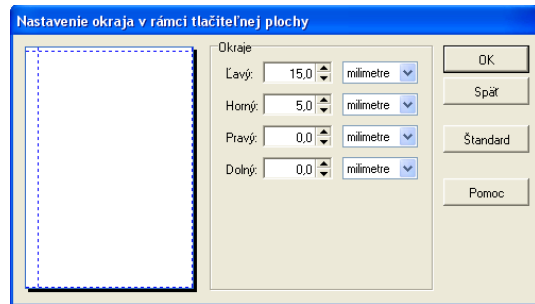 Nastavenie okraja v rámci tlačiteľnej plochy
Okraje
Ľavý: 15,0 milimetre
Horný: 5,0 milimetre
Pravý: 0,0 milimetre
Dolný: 0,0 milimetre
OK
Späť
Štandard
Pomoc